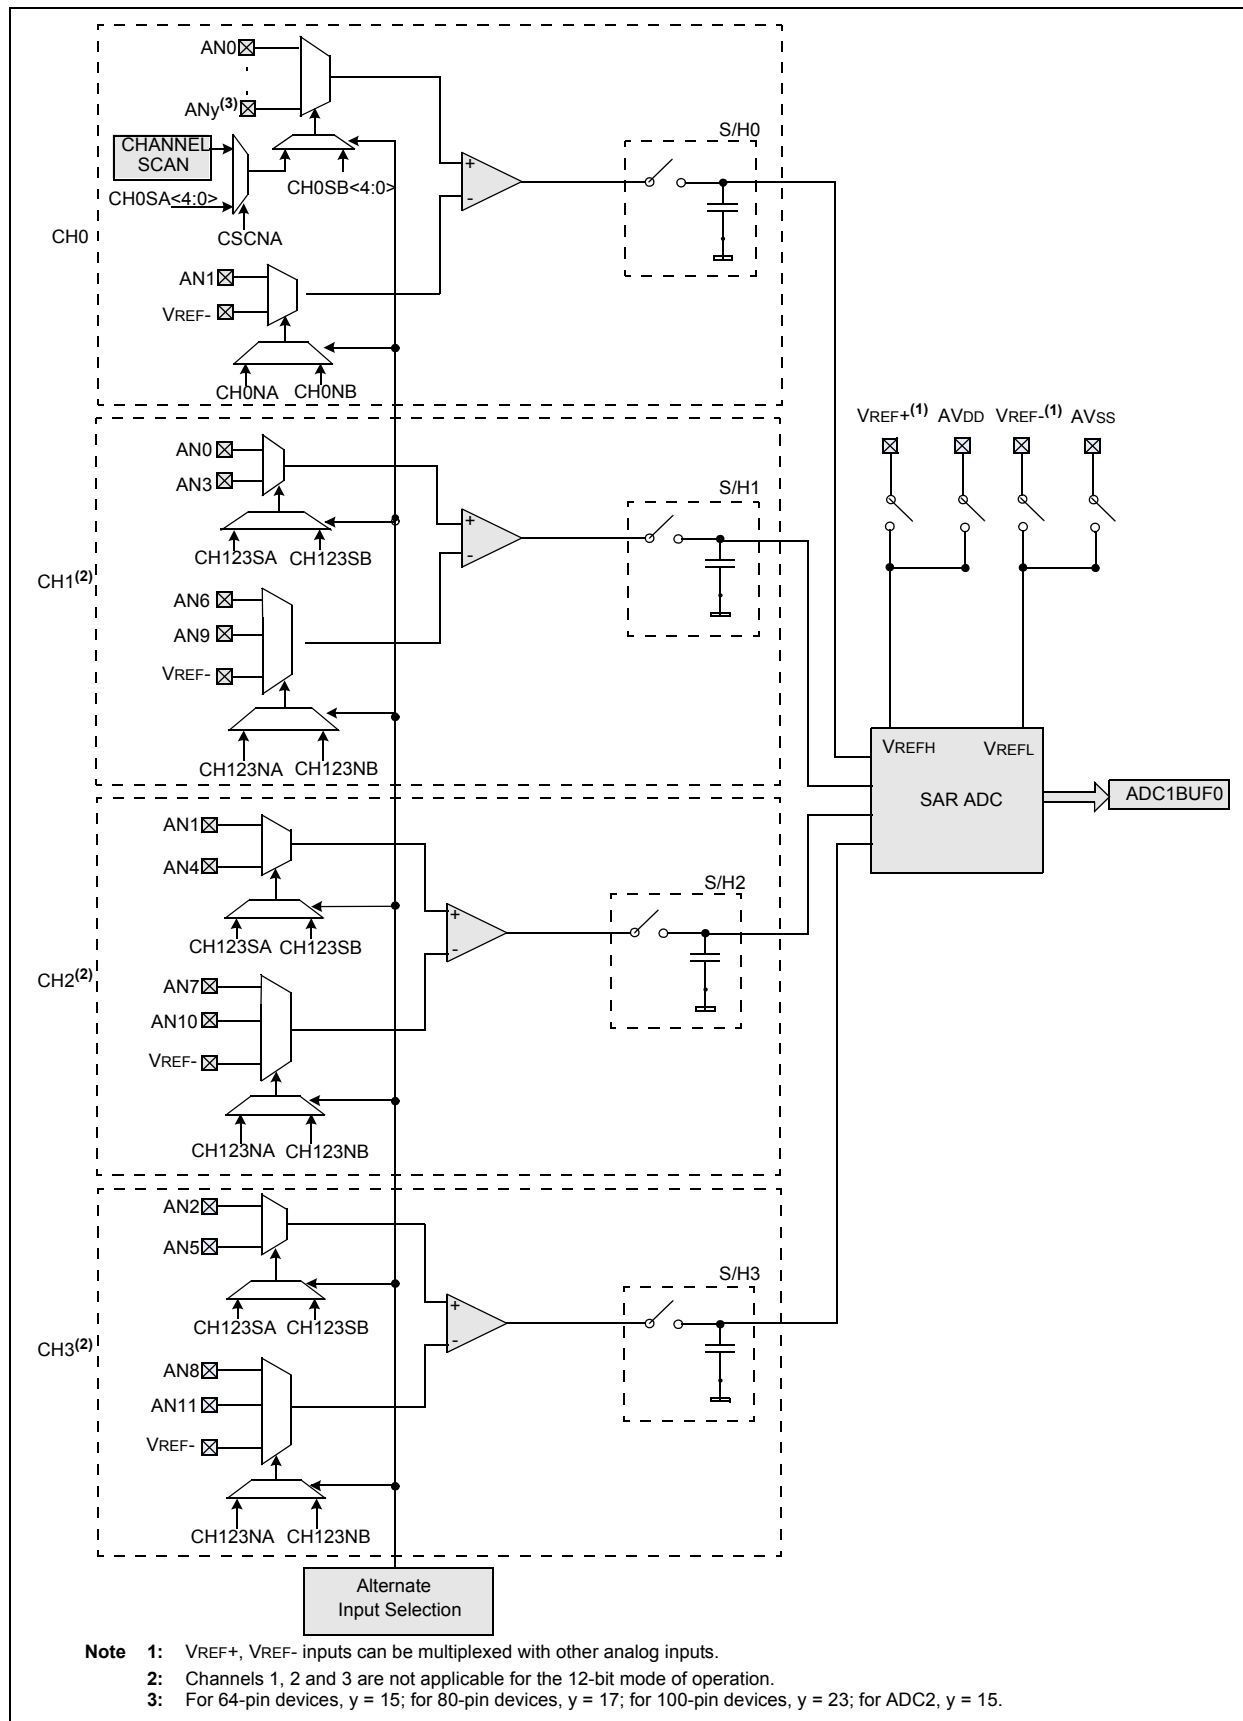 AN0
ANy(3)
CHANNEL
SCAN
CH0SA<4:0>
CH0SB<4:0>
CSCNA
CH0
AN1
VREF-
CH0NA CH0NB
+
-
S/H0
AN0
AN3
CH123SA CH123SB
CH1(2)
AN6
AN9
VREF-
CH123NA CH123NB
+
-
S/H1
VREF+(1) AVDD VREF-(1) AVSS
VREFH VREFL
SAR ADC
ADC1BUF0
AN1
AN4
CH123SA CH123SB
CH2(2)
AN7
AN10
VREF-
CH123NA CH123NB
+
-
S/H2
AN2
AN5
CH123SA CH123SB
CH3(2)
AN8
AN11
VREF-
CH123NA CH123NB
+
-
S/H3
Alternate
Input Selection
Note 1: VREF+, VREF- inputs can be multiplexed with other analog inputs.
2: Channels 1, 2 and 3 are not applicable for the 12-bit mode of operation.
3: For 64-pin devices, y = 15; for 80-pin devices, y = 17; for 100-pin devices, y = 23; for ADC2, y = 15.